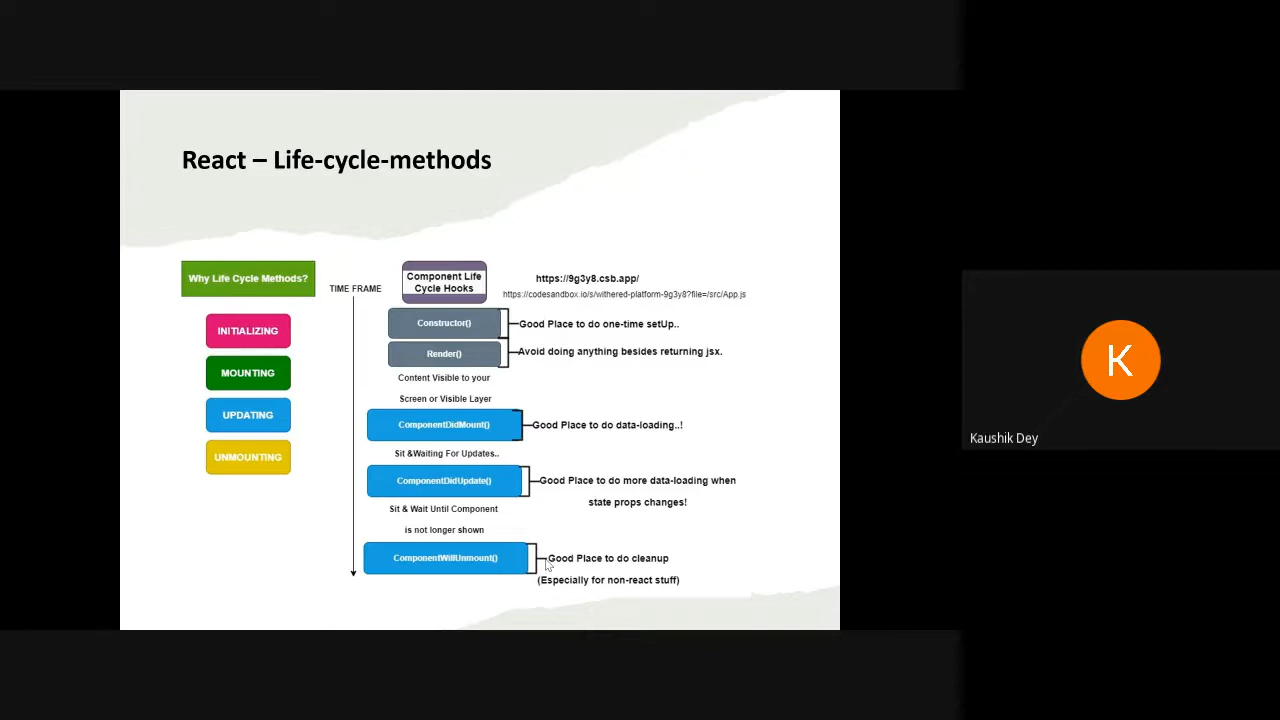 React – Life-cycle-methods
Why Life Cycle Methods?
INITIALIZING
MOUNTING
UPDATING
UNMOUNTING
TIME FRAME
Component Life
Cycle Hooks
https://9g3y8.csb.app/
https://codesandbox.io/s/withered-platform-9g3y8?file=/src/App.js
Constructor()
Good Place to do one-time setUp..
Render()
Avoid doing anything besides returning jsx.
Content Visible to your
Screen or Visible Layer
ComponentDidMount()
Good Place to do data-loading..!
Sit &Waiting For Updates..
ComponentDidUpdate()
Good Place to do more data-loading when
state props changes!
Sit & Wait Until Component
is not longer shown
ComponentWillUnmount()
Good Place to do cleanup
(Especially for non-react stuff)
K
Kaushik Dey